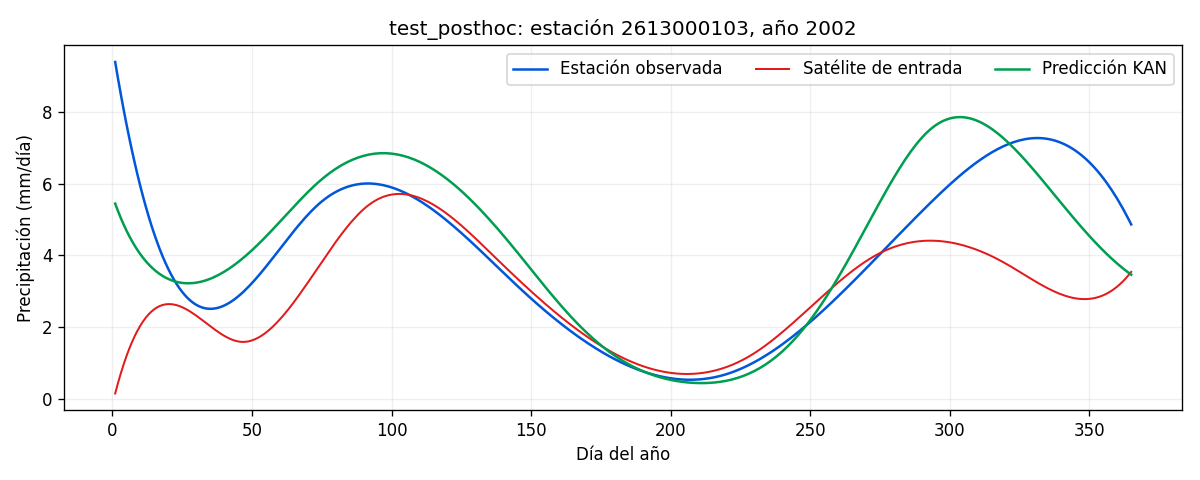 test_posthoc: estación 2613000103, año 2002
Estación observada Satélite de entrada Predicción KAN
Precipitación (mm/día)
8
6
4
2
0
0 50 100 150 200 250 300 350
Día del año